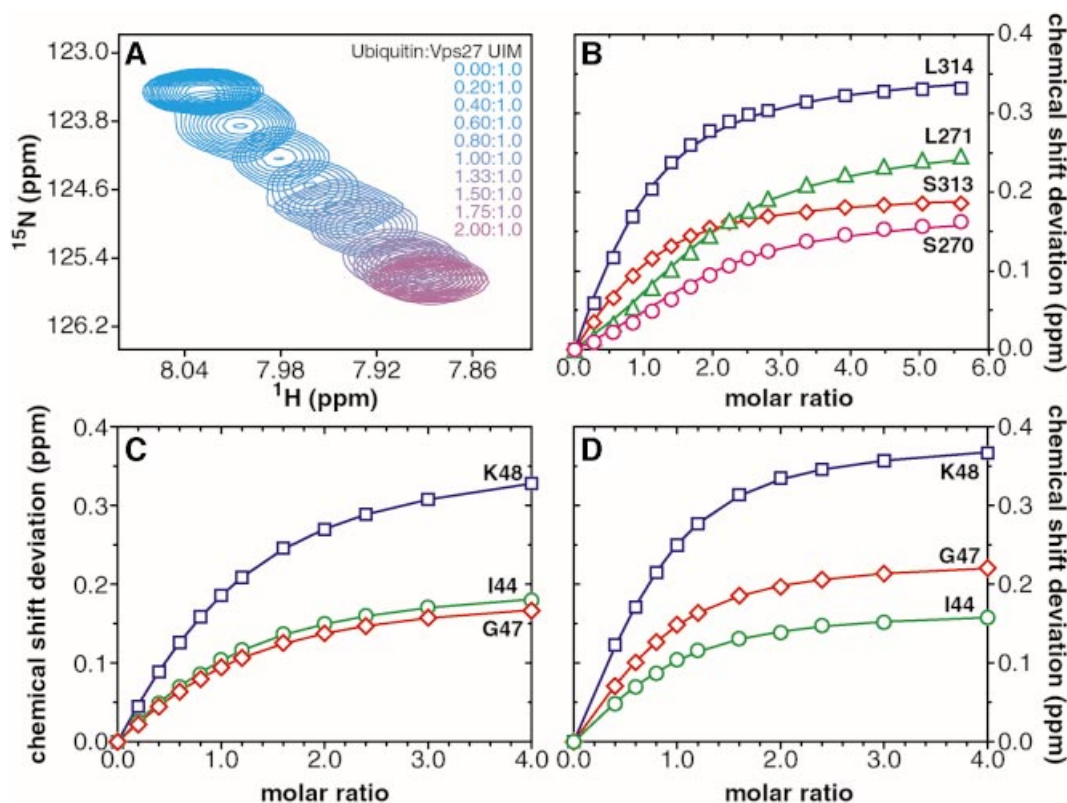 A
Ubiquitin:Vps27 UIM
0.00:1.0
0.20:1.0
0.40:1.0
0.60:1.0
0.80:1.0
1.00:1.0
1.33:1.0
1.50:1.0
1.75:1.0
2.00:1.0
123.0
123.8
124.6
125.4
126.2
15N (ppm)
8.04 7.98 7.92 7.86
1H (ppm)
B
L314
L271
S313
S270
0.4
0.3
0.2
0.1
0.0
chemical shift deviation (ppm)
0.0 1.0 2.0 3.0 4.0 5.0 6.0
molar ratio
C
K48
I44
G47
0.4
0.3
0.2
0.1
0.0
chemical shift deviation (ppm)
0.0 1.0 2.0 3.0 4.0
molar ratio
D
K48
G47
I44
0.4
0.3
0.2
0.1
0.0
chemical shift deviation (ppm)
0.0 1.0 2.0 3.0 4.0
molar ratio